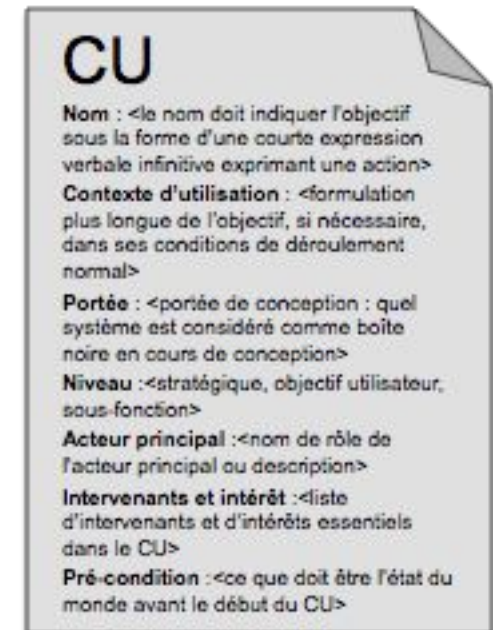 CU
Nom : <le nom doit indiquer l'objectif
sous la forme d'une courte expression
verbale infinitive exprimant une action>
Contexte d'utilisation : <formulation
plus longue de l'objectif, si nécessaire,
dans ses conditions de déroulement
normal>
Portée : <portée de conception : quel
système est considéré comme boîte
noire en cours de conception>
Niveau :<stratégique, objectif utilisateur,
sous-fonction>
Acteur principal :<nom de rôle de
l'acteur principal ou description>
Intervenants et intérêt :<liste
d'intervenants et d'intérêts essentiels
dans le CU>
Pré-condition :<ce que doit être l'état du
monde avant le début du CU>